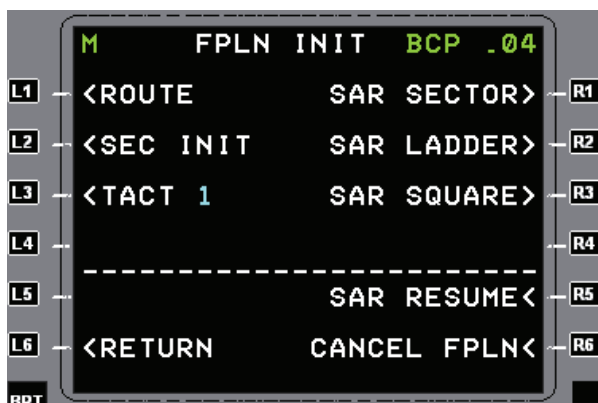 M FPLN INIT BCP .04
L1 <ROUTE SAR SECTOR> R1
L2 <SEC INIT SAR LADDER> R2
L3 <TACT 1 SAR SQUARE> R3
L4 R4
L5 SAR RESUME< R5
L6 <RETURN CANCEL FPLN< R6